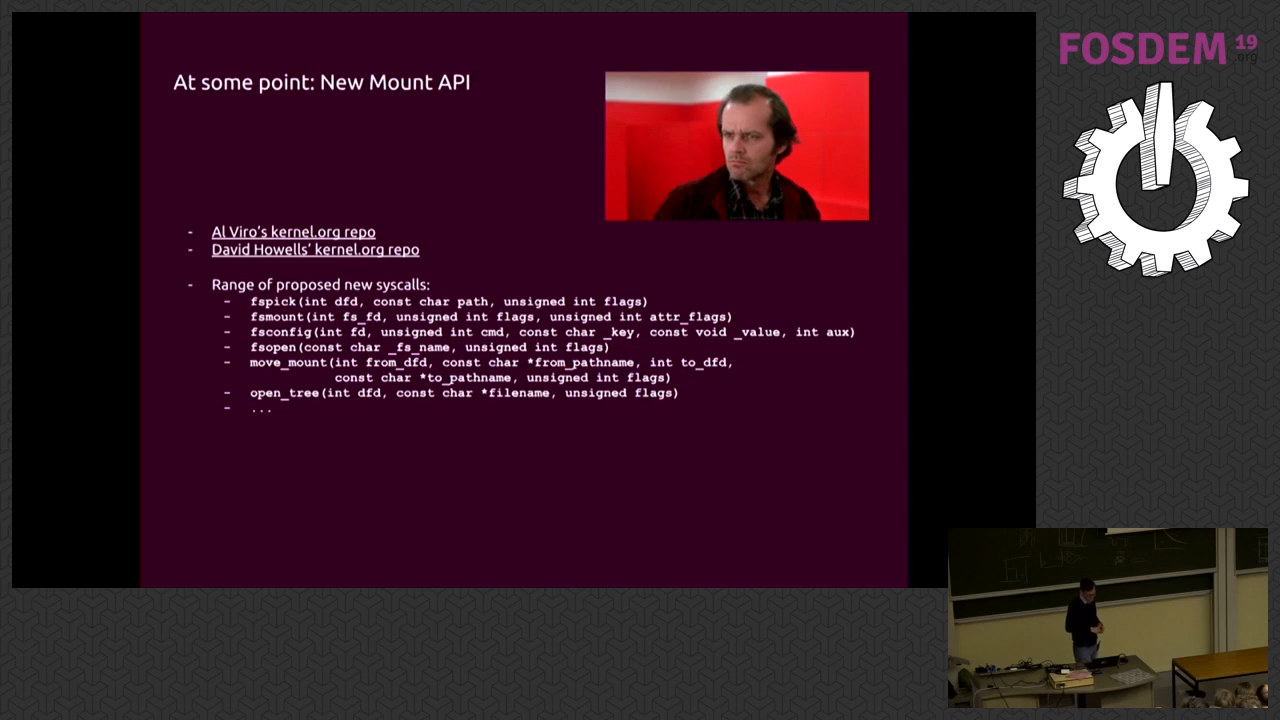 At some point: New Mount API
- Al Viro's kernel.org repo
- David Howells' kernel.org repo
- Range of proposed new syscalls:
- fspick(int dfd, const char path, unsigned int flags)
- fsmount(int fs_fd, unsigned int flags, unsigned int attr_flags)
- fsconfig(int fd, unsigned int cmd, const char _key, const void _value, int aux)
- fsopen(const char _fs_name, unsigned int flags)
- move_mount(int from_dfd, const char *from_pathname, int to_dfd,
const char *to_pathname, unsigned int flags)
- open_tree(int dfd, const char *filename, unsigned flags)
- ...
FOSDEM 19
.org